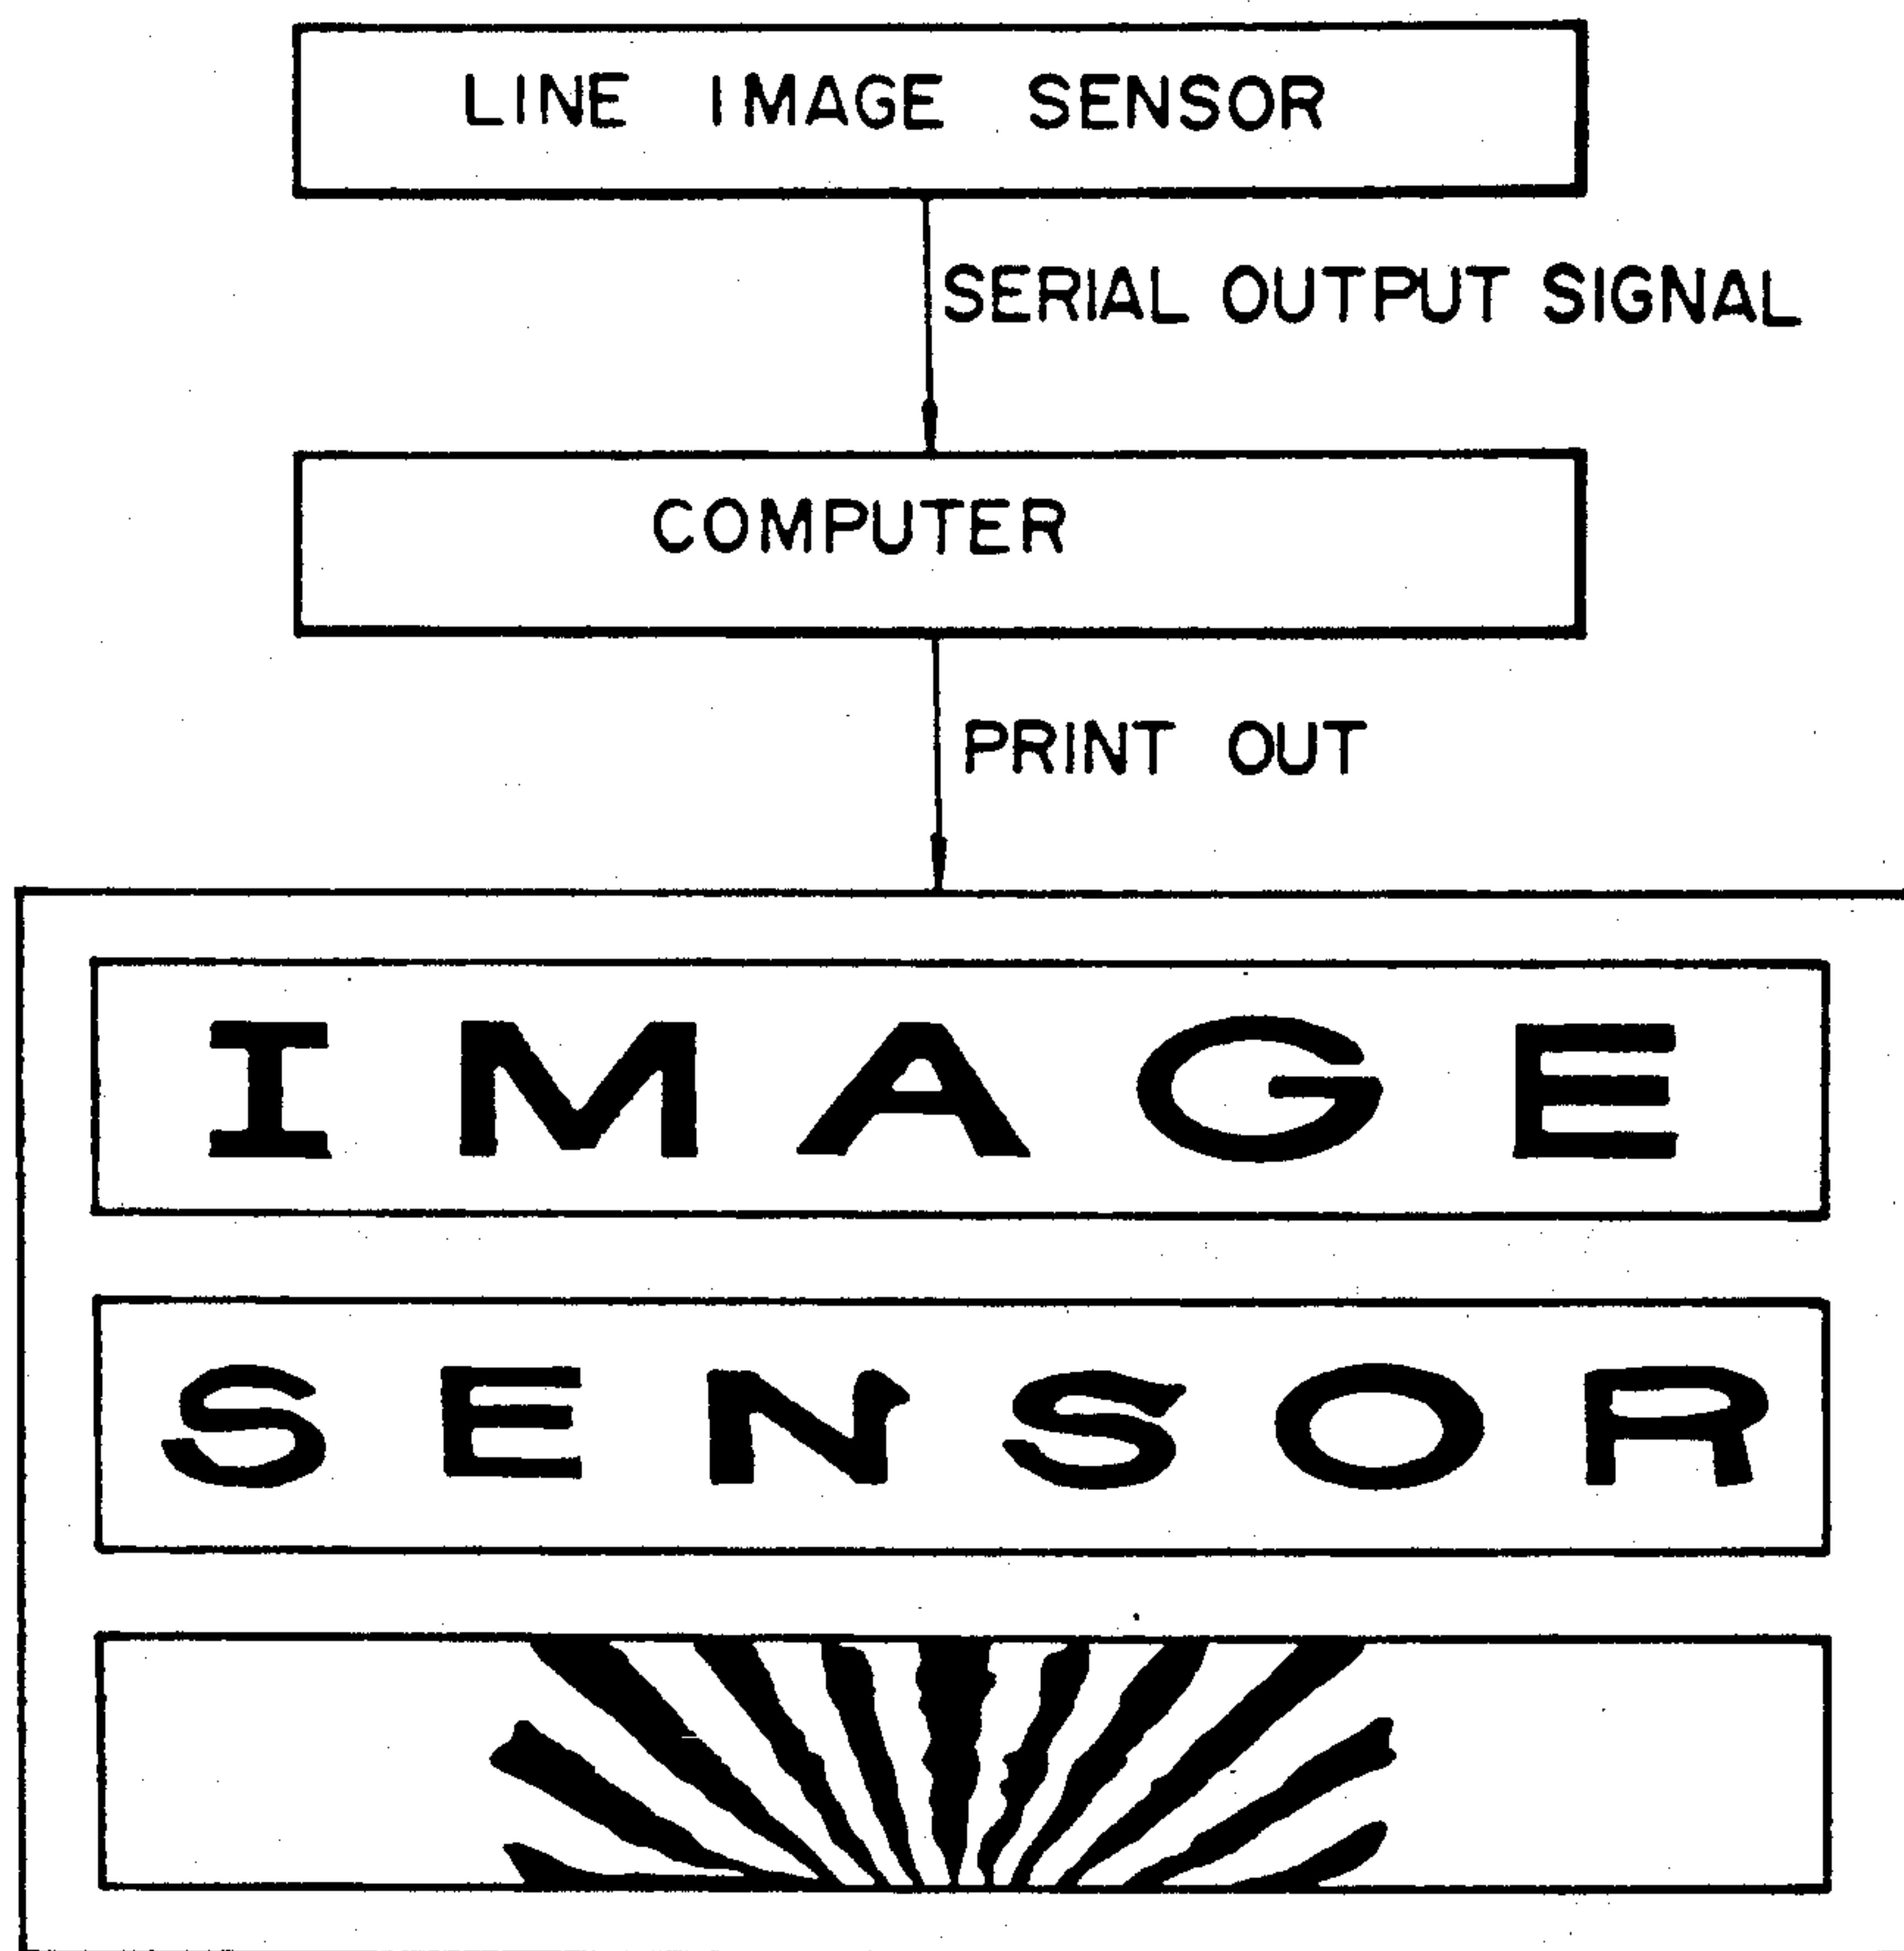 LINE IMAGE SENSOR
SERIAL OUTPUT SIGNAL
COMPUTER
PRINT OUT
IMAGE
SENSOR